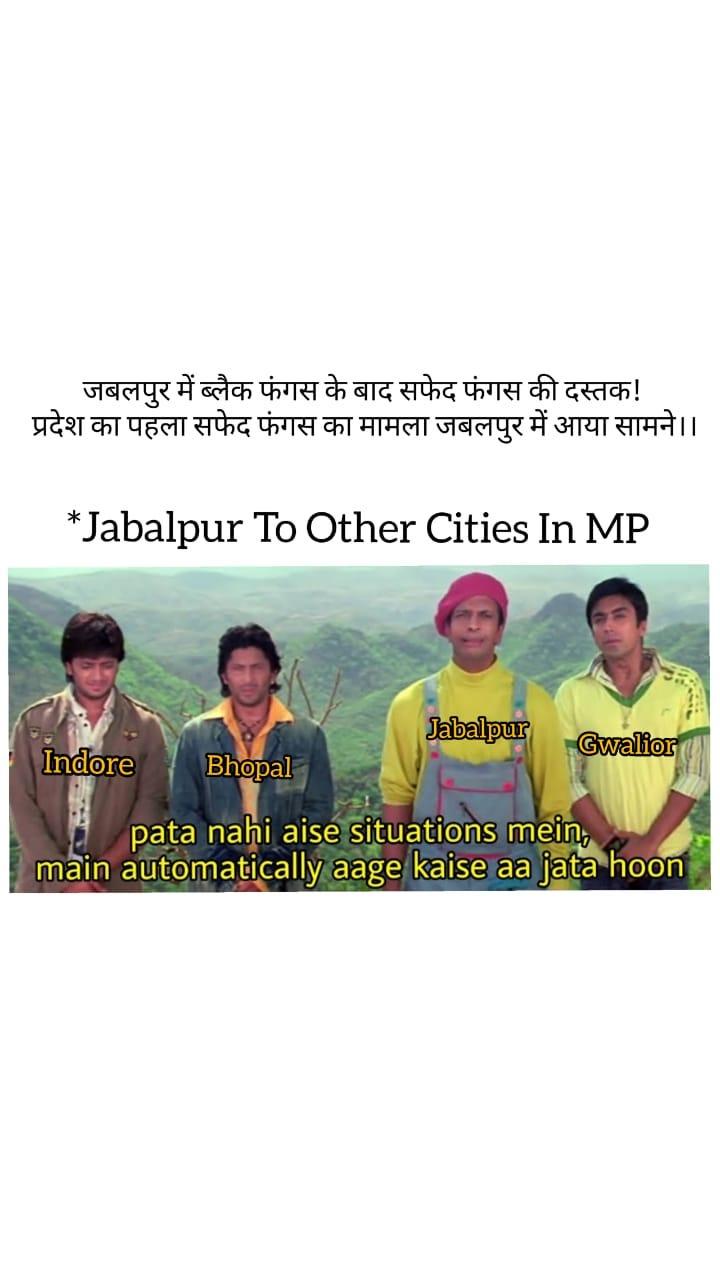 जबलपुर में ब्लैक फंगस के बाद सफेद फंगस की दस्तक!
प्रदेश का पहला सफेद फंगस का मामला जबलपुर में आया सामने।।
*Jabalpur To Other Cities In MP
Indore
Bhopal
Jabalpur
Gwalior
pata nahi aise situations mein,
main automatically aage kaise aa jata hoon